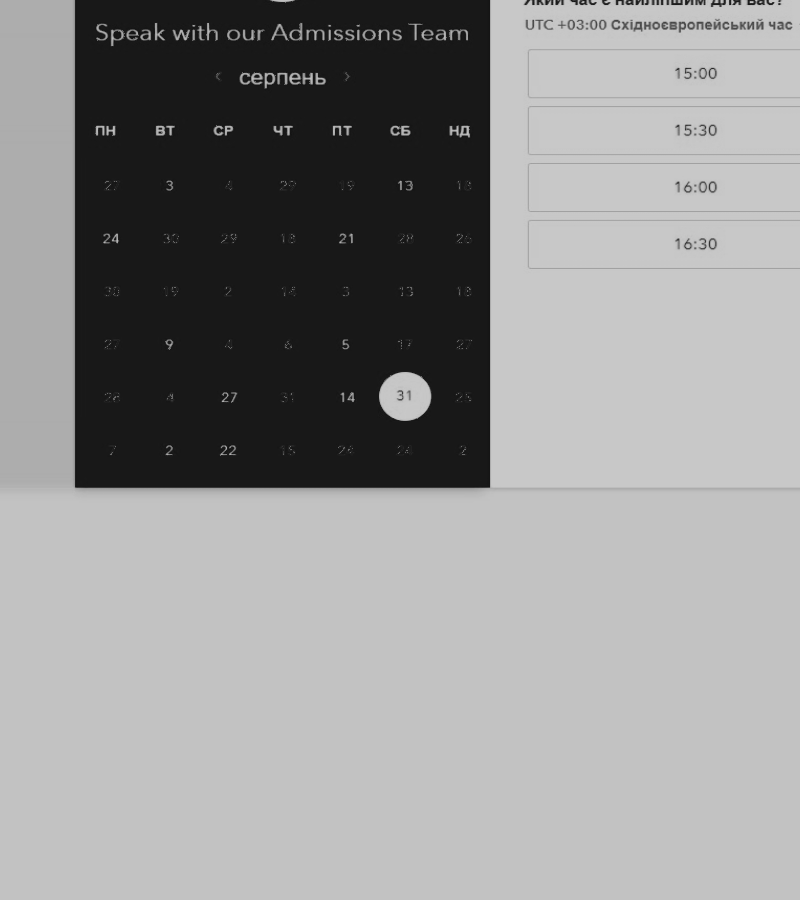 Speak with our Admissions Team
Який час є найліпшим для вас?
UTC +03:00 Східноєвропейський час
‹ серпень ›
15:00
ПН ВТ СР ЧТ ПТ СБ НД
15:30
27 3 4 29 19 13 18
16:00
24 30 29 18 21 28 26
16:30
30 19 2 14 3 13 18
27 9 4 6 5 17 27
28 4 27 31 14 31 25
7 2 22 15 26 24 2